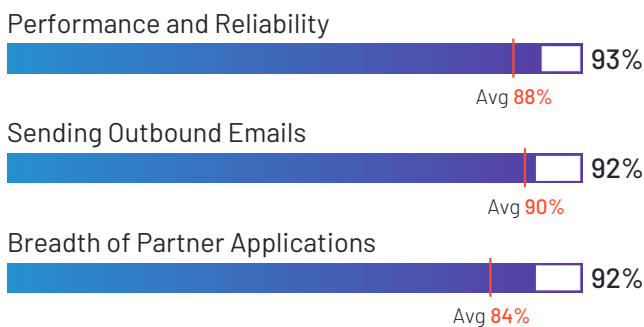 Performance and Reliability
93%
Avg 88%
Sending Outbound Emails
92%
Avg 90%
Breadth of Partner Applications
92%
Avg 84%